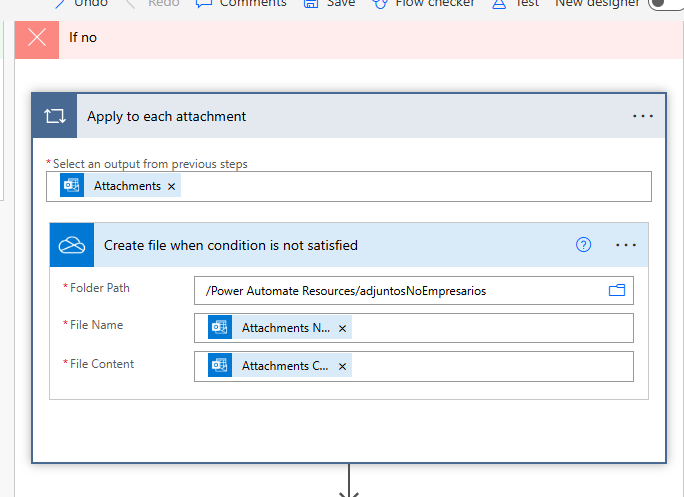 Undo Redo Comments Save Flow checker Test New designer
If no
Apply to each attachment
* Select an output from previous steps
Attachments ×
Create file when condition is not satisfied
* Folder Path /Power Automate Resources/adjuntosNoEmpresarios
* File Name Attachments N... ×
* File Content Attachments C... ×